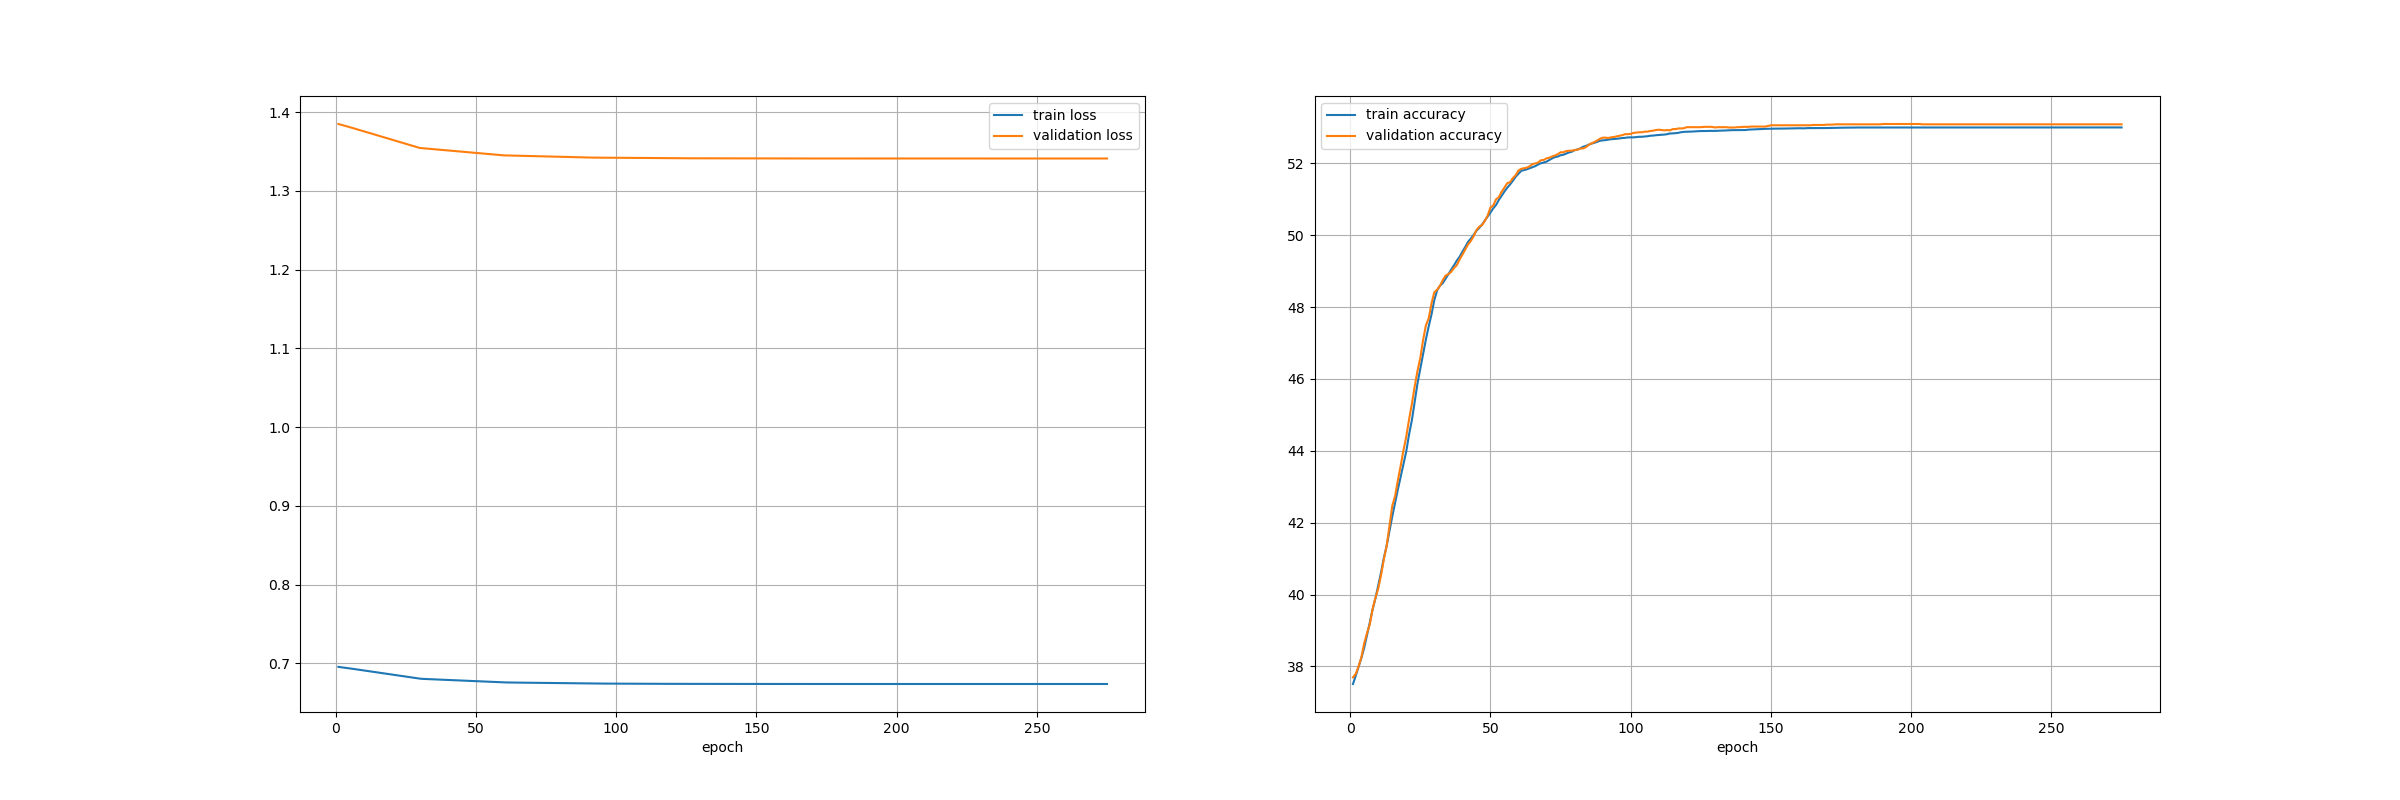 1.4
1.3
1.2
1.1
1.0
0.9
0.8
0.7
0 50 100 150 200 250
epoch
train loss
validation loss
52
50
48
46
44
42
40
38
0 50 100 150 200 250
epoch
train accuracy
validation accuracy